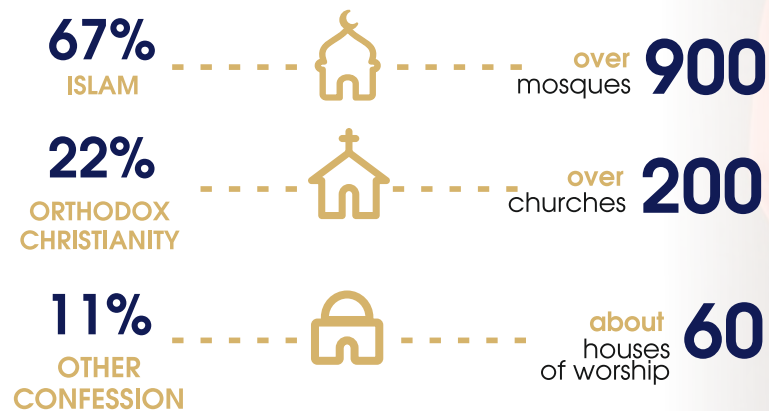 67%
ISLAM
over
mosques
900
22%
ORTHODOX
CHRISTIANITY
over
churches
200
11%
OTHER
CONFESSION
about
houses
of worship
60